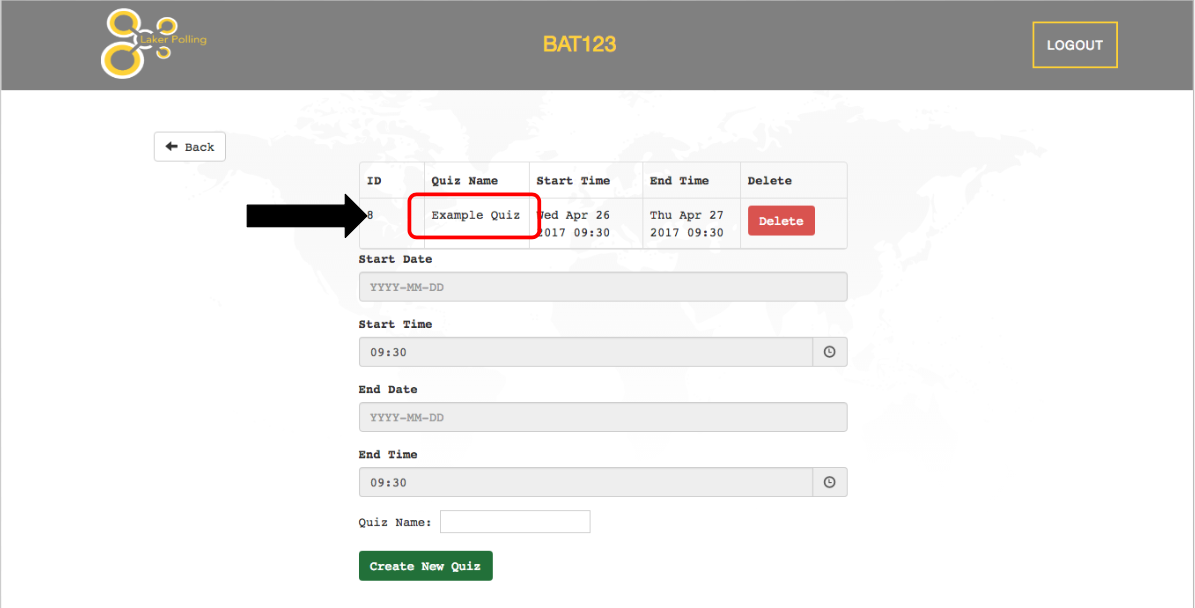 Laker Polling
BAT123
LOGOUT
Back
ID Quiz Name Start Time End Time Delete
8 Example Quiz Wed Apr 26 Thu Apr 27 Delete
2017 09:30 2017 09:30
Start Date
YYYY-MM-DD
Start Time
09:30
End Date
YYYY-MM-DD
End Time
09:30
Quiz Name:
Create New Quiz